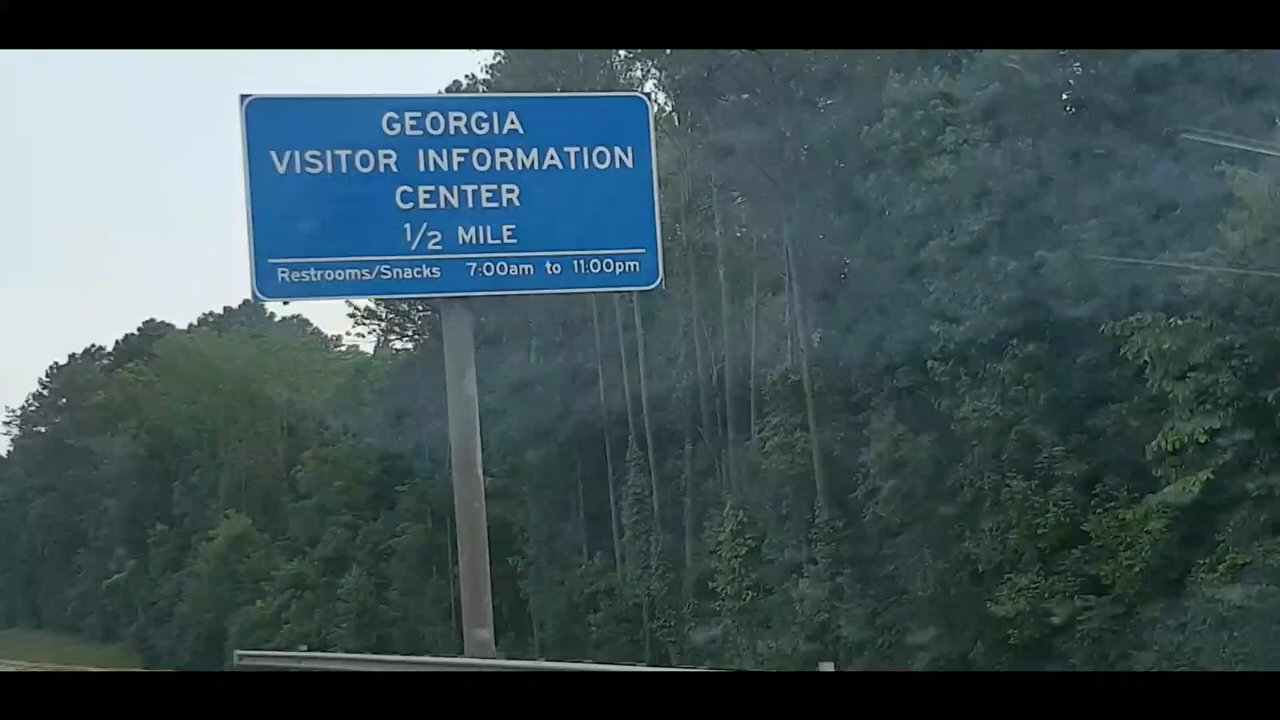 GEORGIA
VISITOR INFORMATION
CENTER
1/2 MILE
Restrooms/Snacks 7:00am to 11:00pm